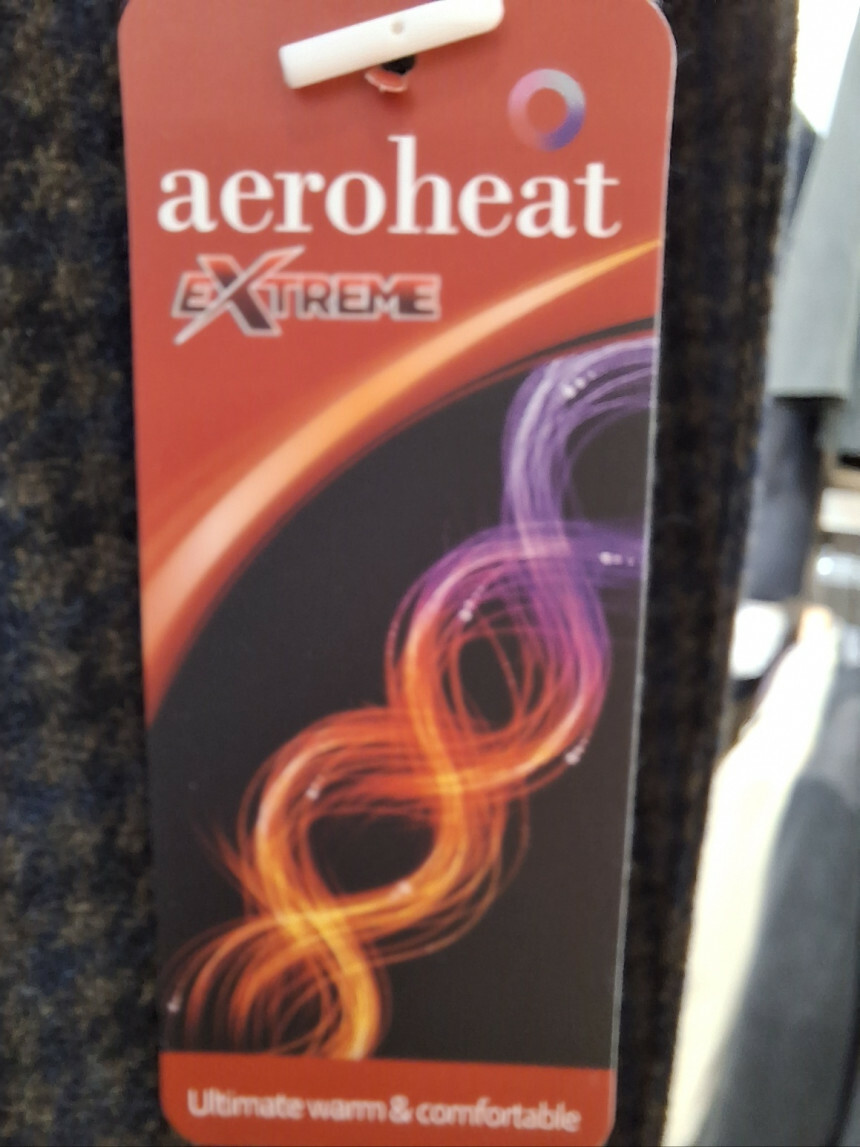 aeroheat
EXTREME
Ultimate warm & comfortable